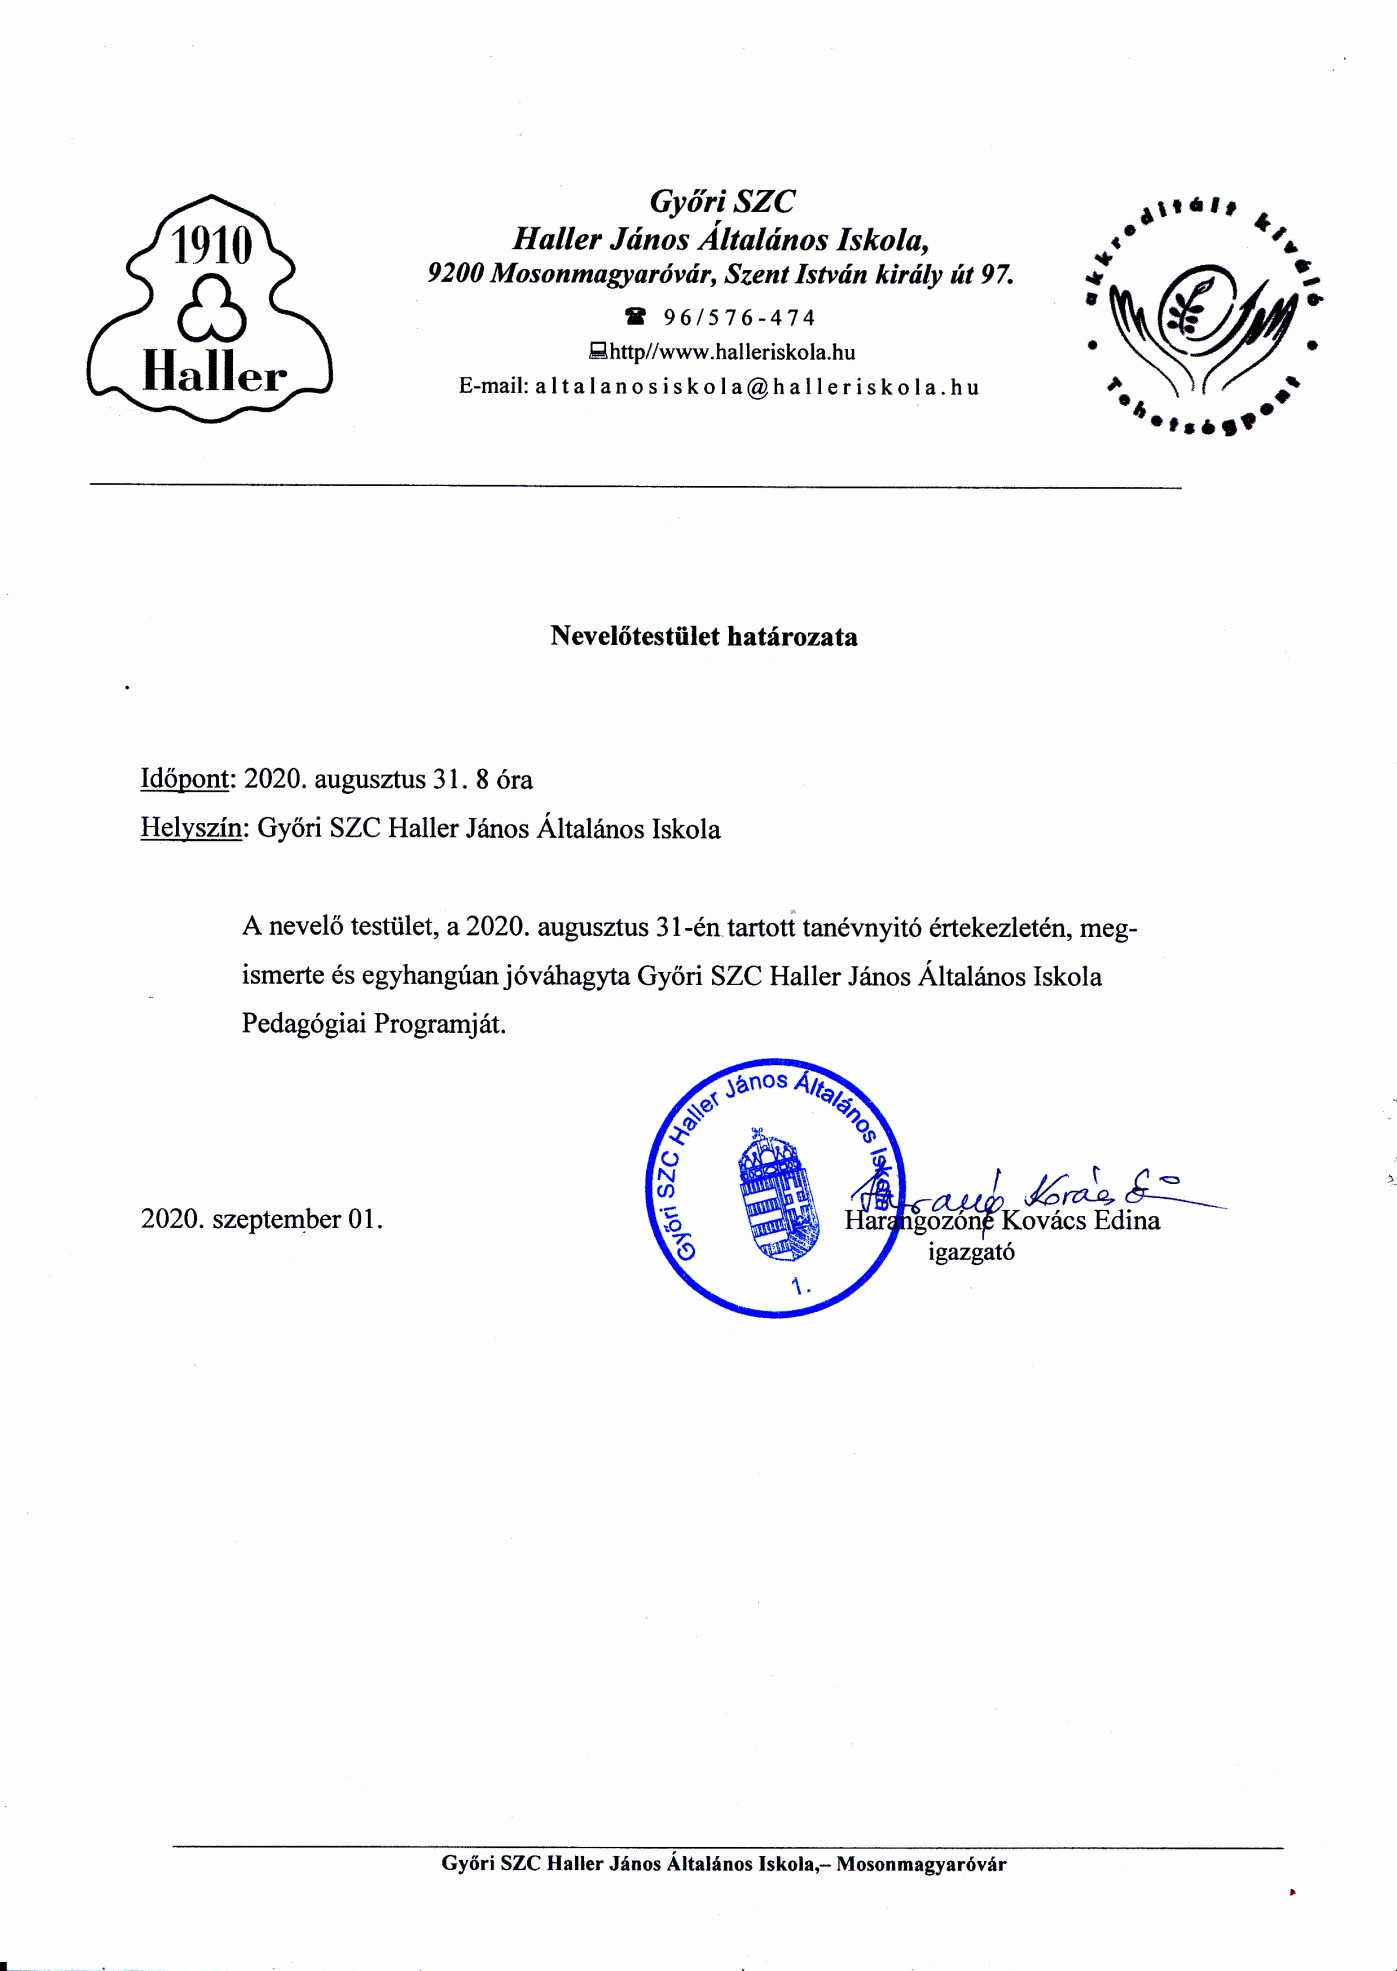 1910
Haller
Győri SZC
Haller János Általános Iskola,
9200 Mosonmagyaróvár, Szent István király út 97.
☎ 96/576-474
http//www.halleriskola.hu
E-mail: altalanosiskola@halleriskola.hu
akkreditált kiváló
Tehetségpont
Nevelőtestület határozata
Időpont: 2020. augusztus 31. 8 óra
Helyszín: Győri SZC Haller János Általános Iskola
A nevelő testület, a 2020. augusztus 31-én tartott tanévnyitó értekezletén, meg-
ismerte és egyhangúan jóváhagyta Győri SZC Haller János Általános Iskola
Pedagógiai Programját.
Győri SZC Haller János Általános Iskola
1.
2020. szeptember 01.
Harangozóné Kovács Edina
igazgató
Győri SZC Haller János Általános Iskola,– Mosonmagyaróvár